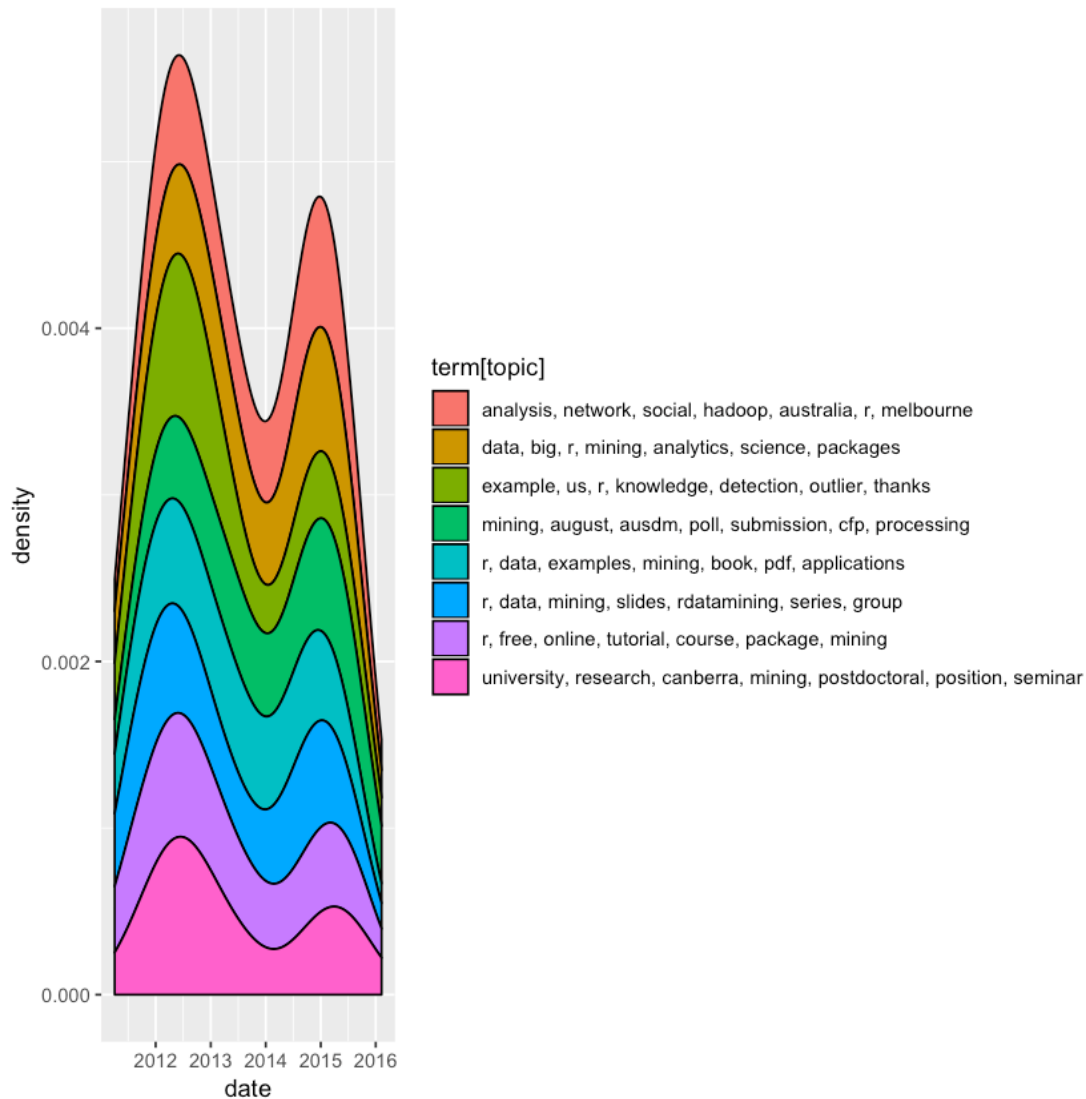 density
0.004
0.002
0.000
2012 2013 2014 2015 2016
date
term[topic]
analysis, network, social, hadoop, australia, r, melbourne
data, big, r, mining, analytics, science, packages
example, us, r, knowledge, detection, outlier, thanks
mining, august, ausdm, poll, submission, cfp, processing
r, data, examples, mining, book, pdf, applications
r, data, mining, slides, rdatamining, series, group
r, free, online, tutorial, course, package, mining
university, research, canberra, mining, postdoctoral, position, seminar